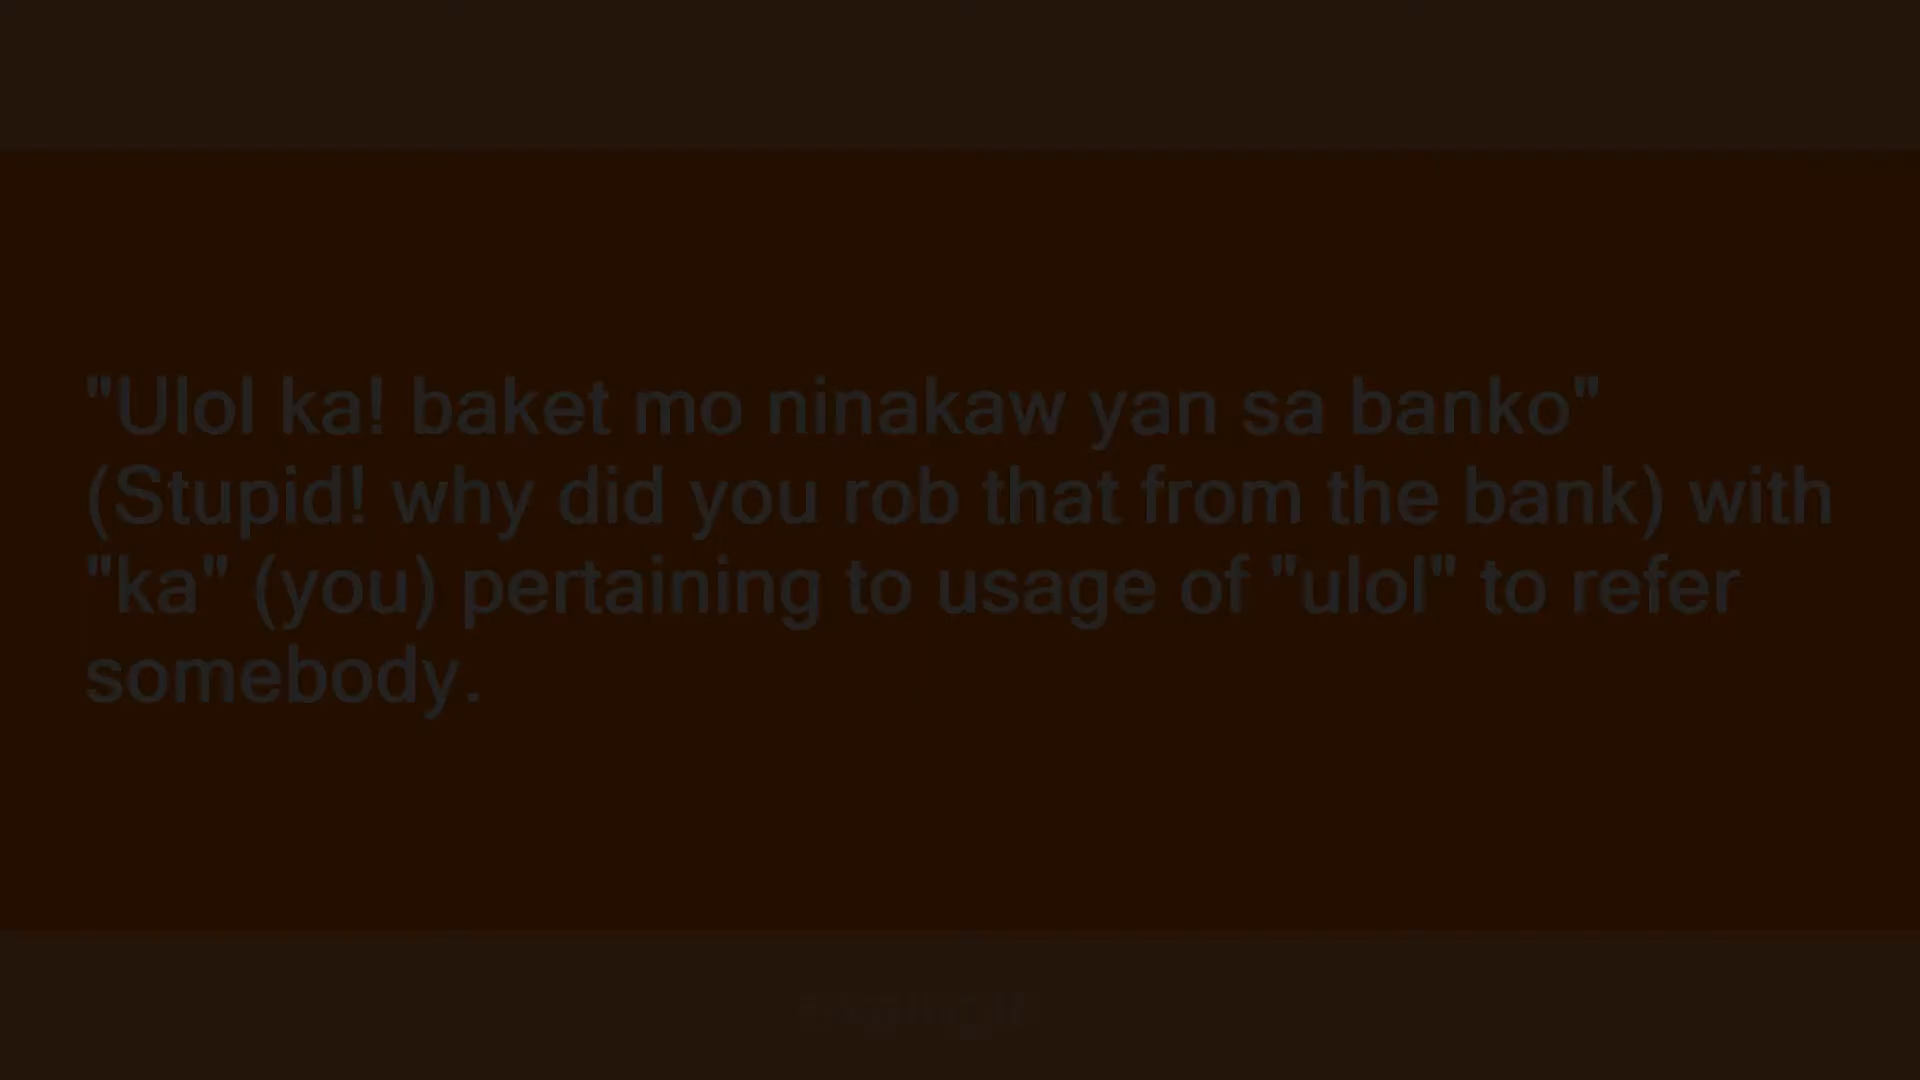 "Ulol ka! baket mo ninakaw yan sa banko"
(Stupid! why did you rob that from the bank) with
"ka" (you) pertaining to usage of "ulol" to refer
somebody.